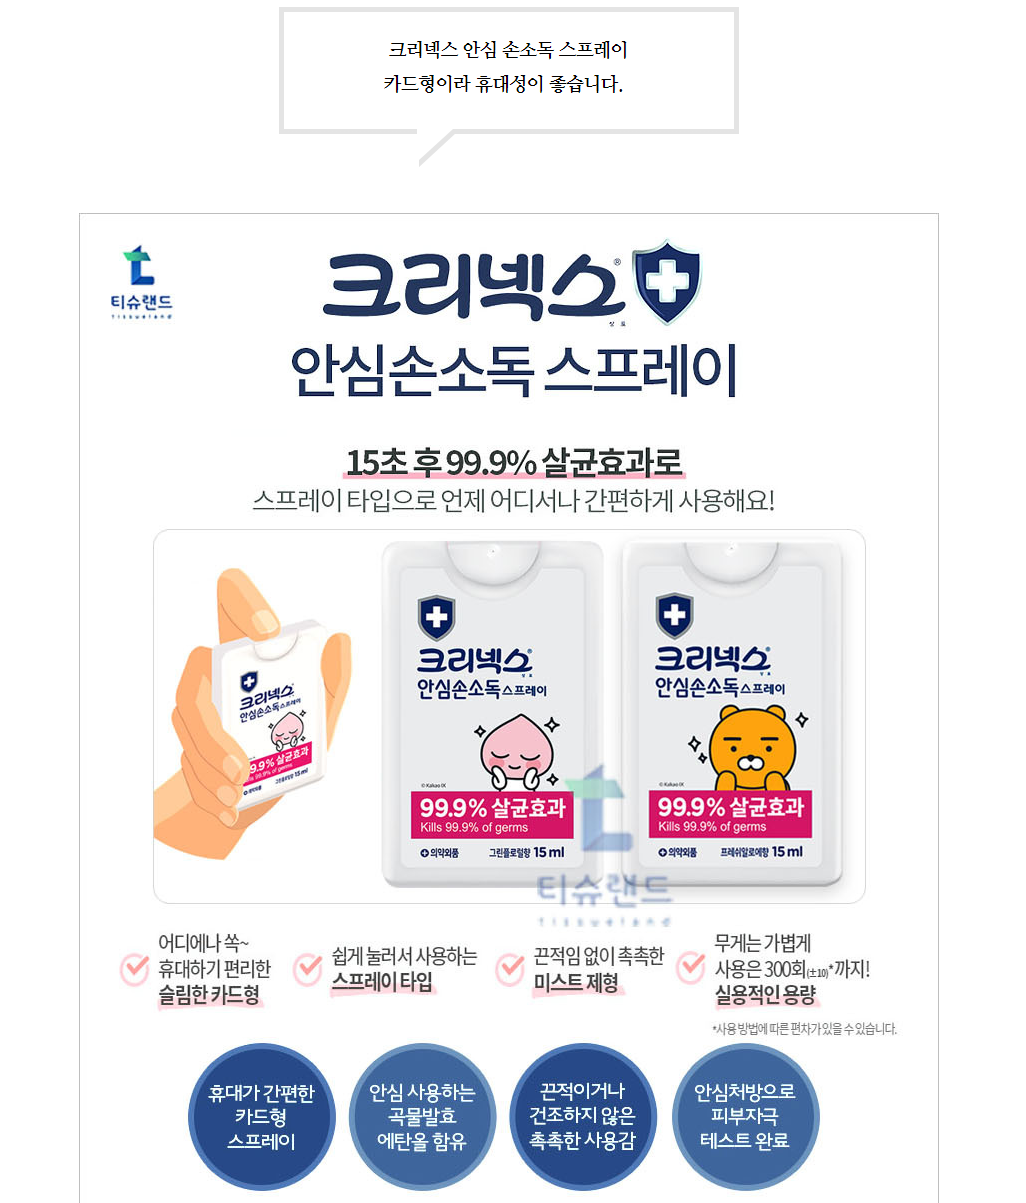 크리넥스 안심 손소독 스프레이
카드형이라 휴대성이 좋습니다.
티슈랜드
tissueland
크리넥스®
상 표
안심손소독 스프레이
15초 후 99.9% 살균효과로
스프레이 타입으로 언제 어디서나 간편하게 사용해요!
크리넥스
안심손소독스프레이
9.9% 살균효과
kills 99.9% of germs
의약외품
그린플로럴향 15ml
크리넥스®
상 표
안심손소독스프레이
© Kakao IX
99.9% 살균효과
Kills 99.9% of germs
의약외품 그린플로럴향 15ml
크리넥스®
상 표
안심손소독스프레이
© Kakao IX
99.9% 살균효과
Kills 99.9% of germs
의약외품 프레쉬알로에향 15ml
티슈랜드
tissueland
어디에나 쏙~
휴대하기 편리한
슬림한 카드형
쉽게 눌러서 사용하는
스프레이 타입
끈적임 없이 촉촉한
미스트 제형
무게는 가볍게
사용은 300회(±10)*까지!
실용적인 용량
*사용 방법에 따른 편차가 있을 수 있습니다.
휴대가 간편한
카드형
스프레이
안심 사용하는
곡물발효
에탄올 함유
끈적이거나
건조하지 않은
촉촉한 사용감
안심처방으로
피부자극
테스트 완료